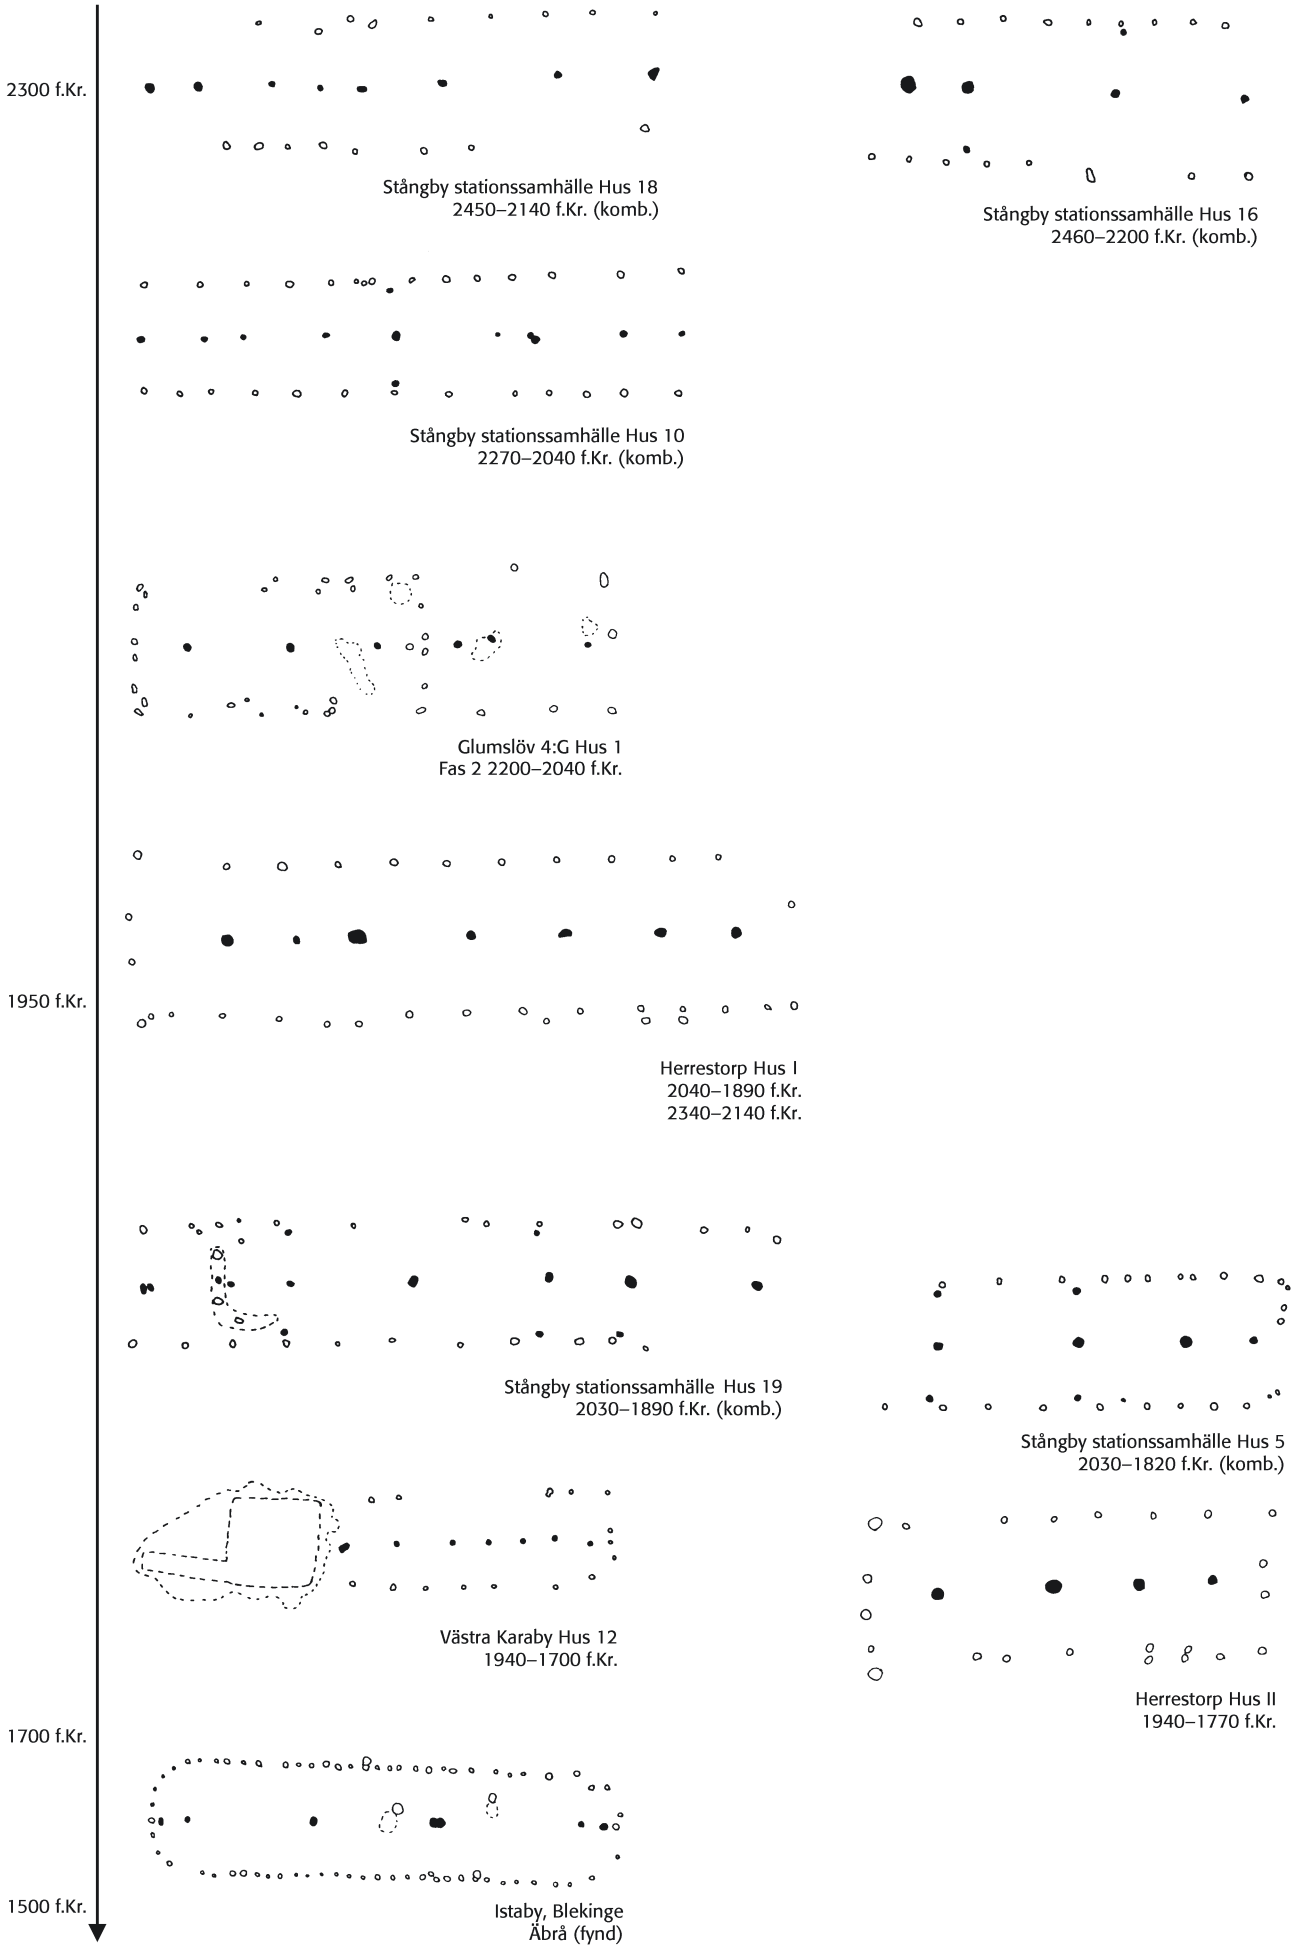 2300 f.Kr.
Stångby stationssamhälle Hus 18
2450–2140 f.Kr. (komb.)
Stångby stationssamhälle Hus 16
2460–2200 f.Kr. (komb.)
Stångby stationssamhälle Hus 10
2270–2040 f.Kr. (komb.)
Glumslöv 4:G Hus 1
Fas 2 2200–2040 f.Kr.
1950 f.Kr.
Herrestorp Hus I
2040–1890 f.Kr.
2340–2140 f.Kr.
Stångby stationssamhälle Hus 19
2030–1890 f.Kr. (komb.)
Stångby stationssamhälle Hus 5
2030–1820 f.Kr. (komb.)
Västra Karaby Hus 12
1940–1700 f.Kr.
Herrestorp Hus II
1940–1770 f.Kr.
1700 f.Kr.
1500 f.Kr.
Istaby, Blekinge
Äbrå (fynd)